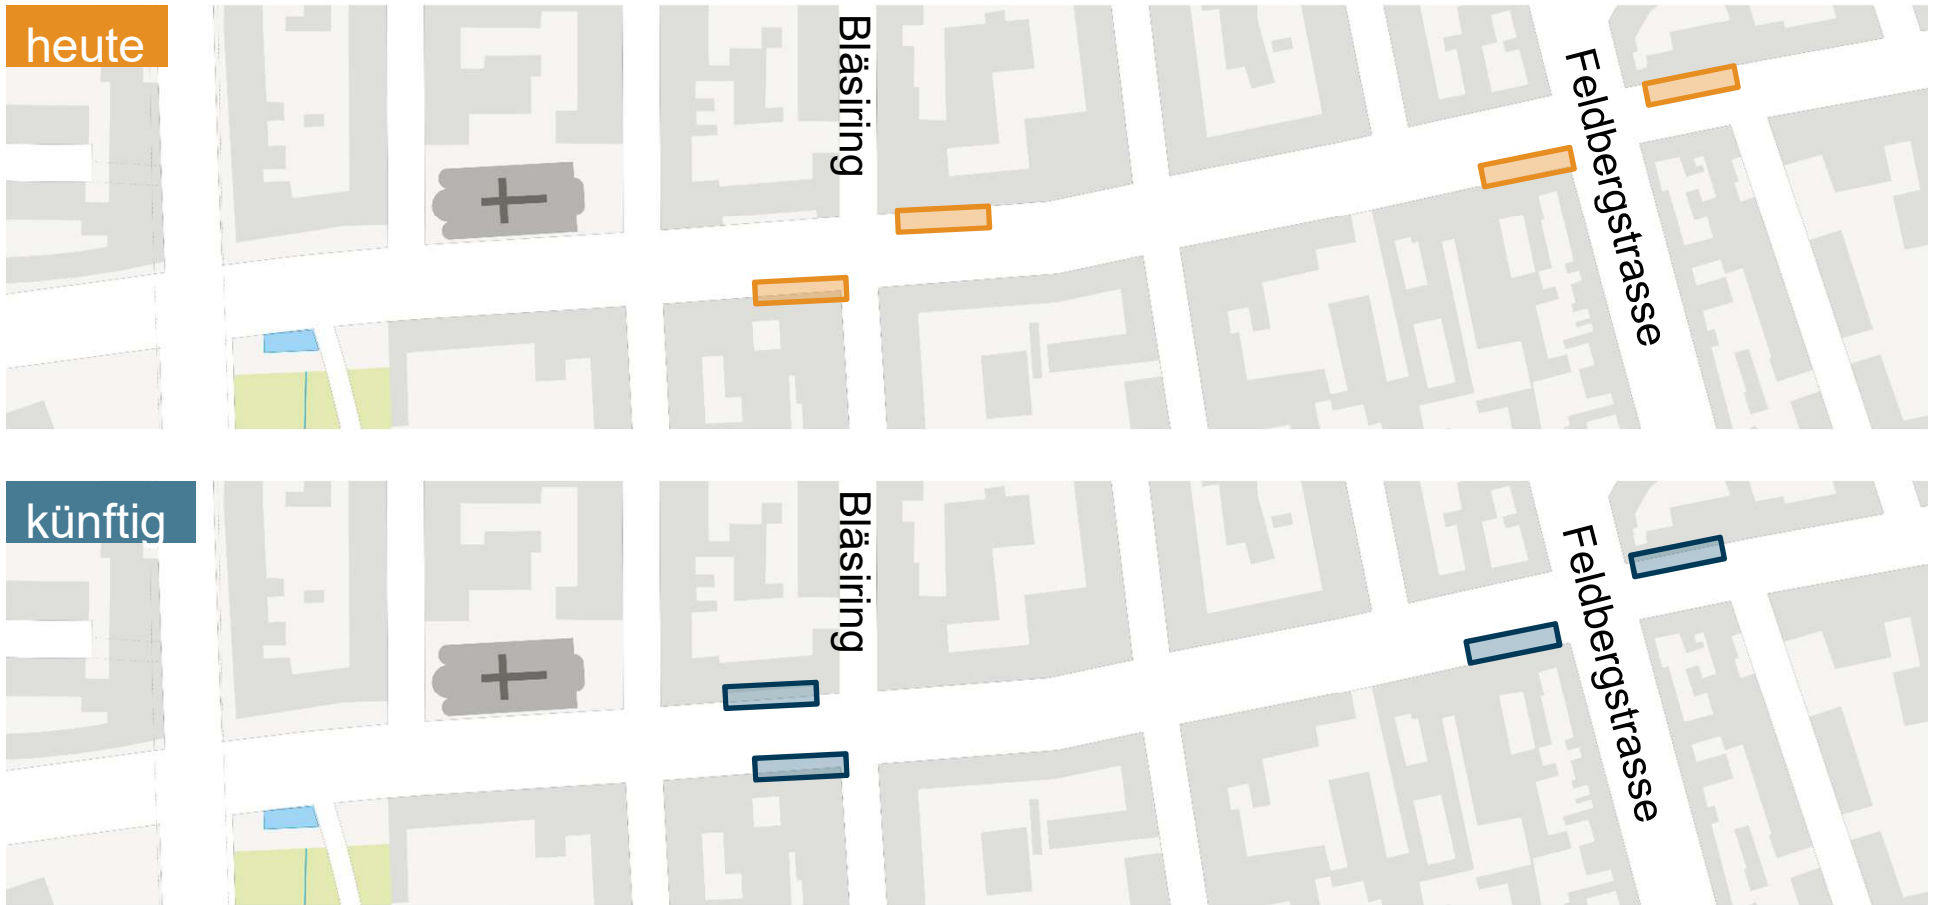 heute
Bläsiring
Feldbergstrasse
künftig
Bläsiring
Feldbergstrasse